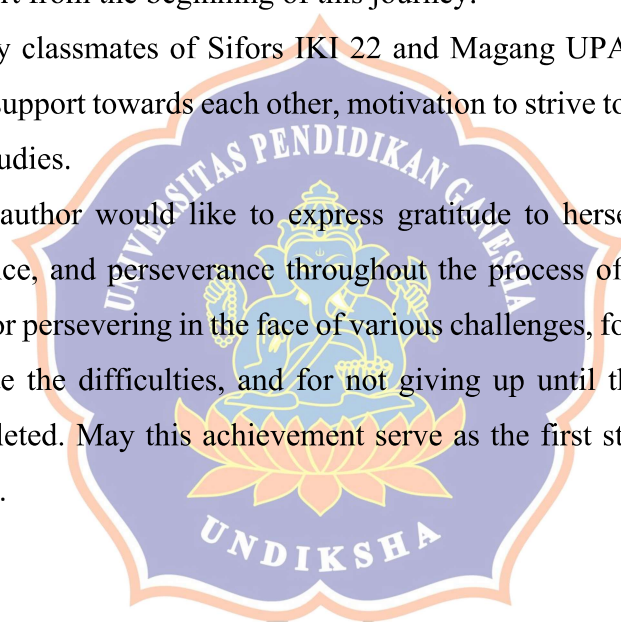 rt from the beginning of this journey.
y classmates of Sifors IKI 22 and Magang UPA
support towards each other, motivation to strive to
udies.
author would like to express gratitude to herse
ce, and perseverance throughout the process of
or persevering in the face of various challenges, fo
e the difficulties, and for not giving up until th
leted. May this achievement serve as the first st
.
UNIVERSITAS PENDIDIKAN GANESHA
UNDIKSHA